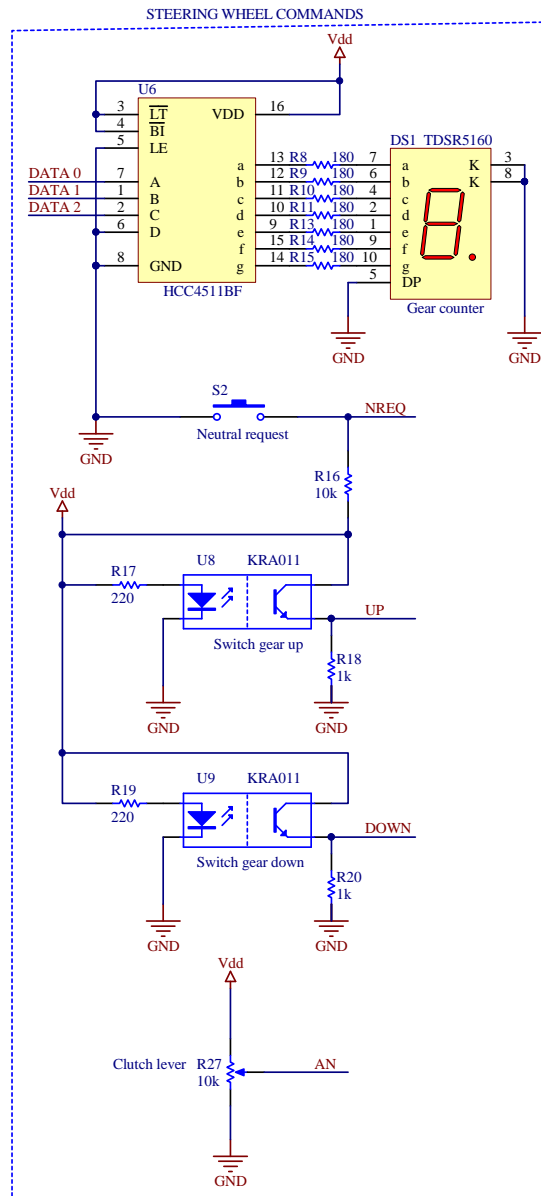 STEERING WHEEL COMMANDS
Vdd
U6
3 LT VDD 16
4 BI
5 LE
DS1 TDSR5160
a 13 R8 180 7 a K 3
DATA 0 7 A b 12 R9 180 6 b K 8
DATA 1 1 B c 11 R10 180 4 c
DATA 2 2 C d 10 R11 180 2 d
6 D e 9 R13 180 1 e
f 15 R14 180 9 f
8 GND g 14 R15 180 10 g
5 DP
HCC4511BF
Gear counter
GND GND
S2
NREQ
Neutral request
GND
R16
10k
Vdd
R17 U8 KRA011
220
UP
Switch gear up
R18
1k
GND GND
R19 U9 KRA011
220
DOWN
Switch gear down
R20
1k
GND GND
Vdd
Clutch lever R27 AN
10k
GND